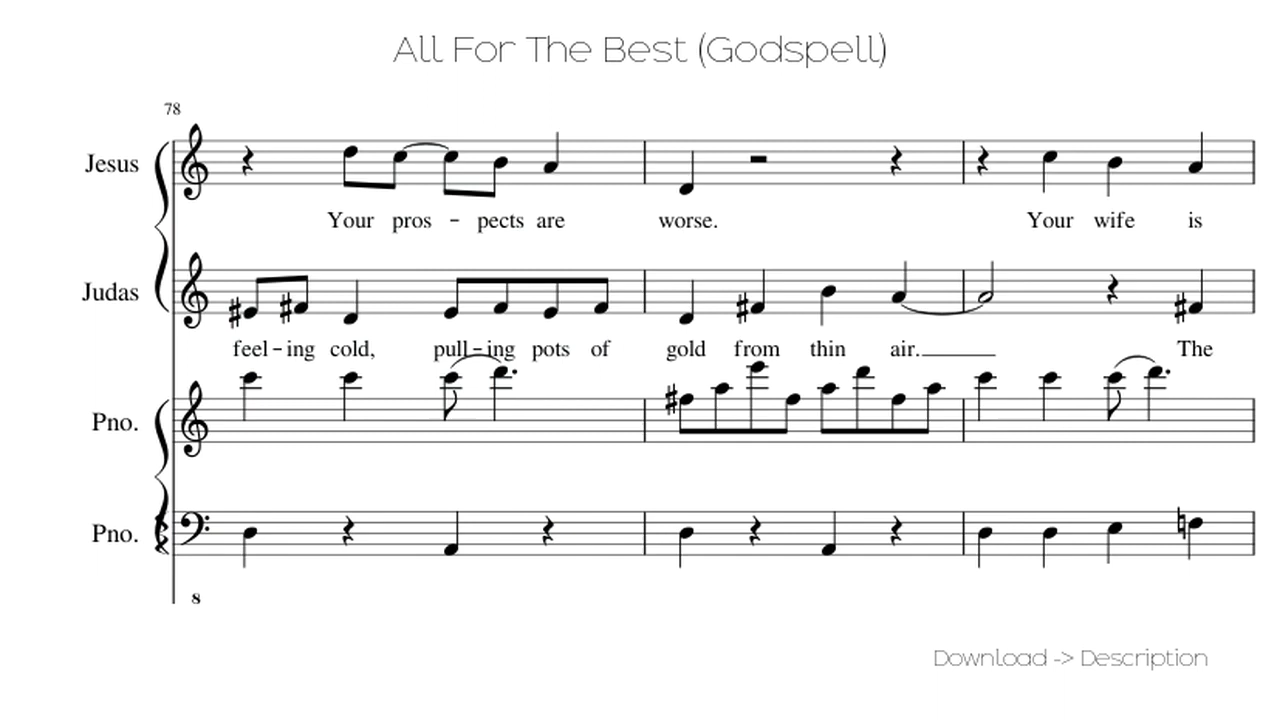 All For The Best (Godspell)
78
Jesus
Your pros - pects are worse. Your wife is
Judas
feel - ing cold, pull - ing pots of gold from thin air. The
Pno.
Pno.
8
Download -> Description